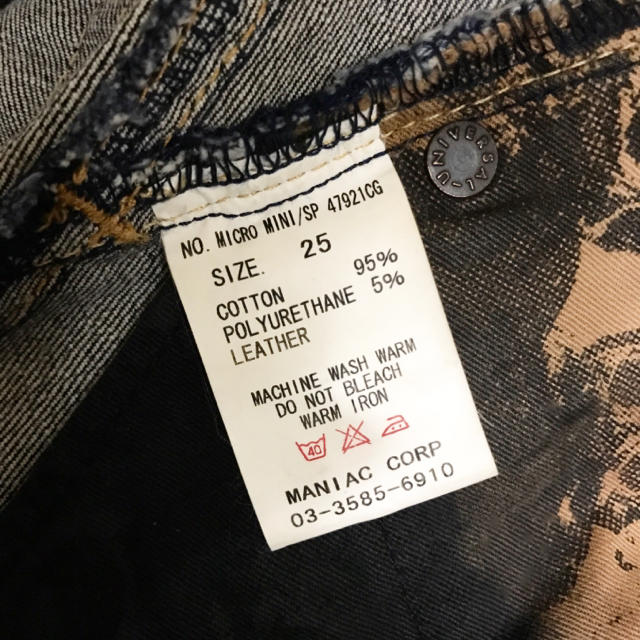 UNIVERSAL
NO. MICRO MINI/SP 47921CG
SIZE. 25
COTTON 95%
POLYURETHANE 5%
LEATHER
MACHINE WASH WARM
DO NOT BLEACH
WARM IRON
40
MANIAC CORP
03-3585-6910